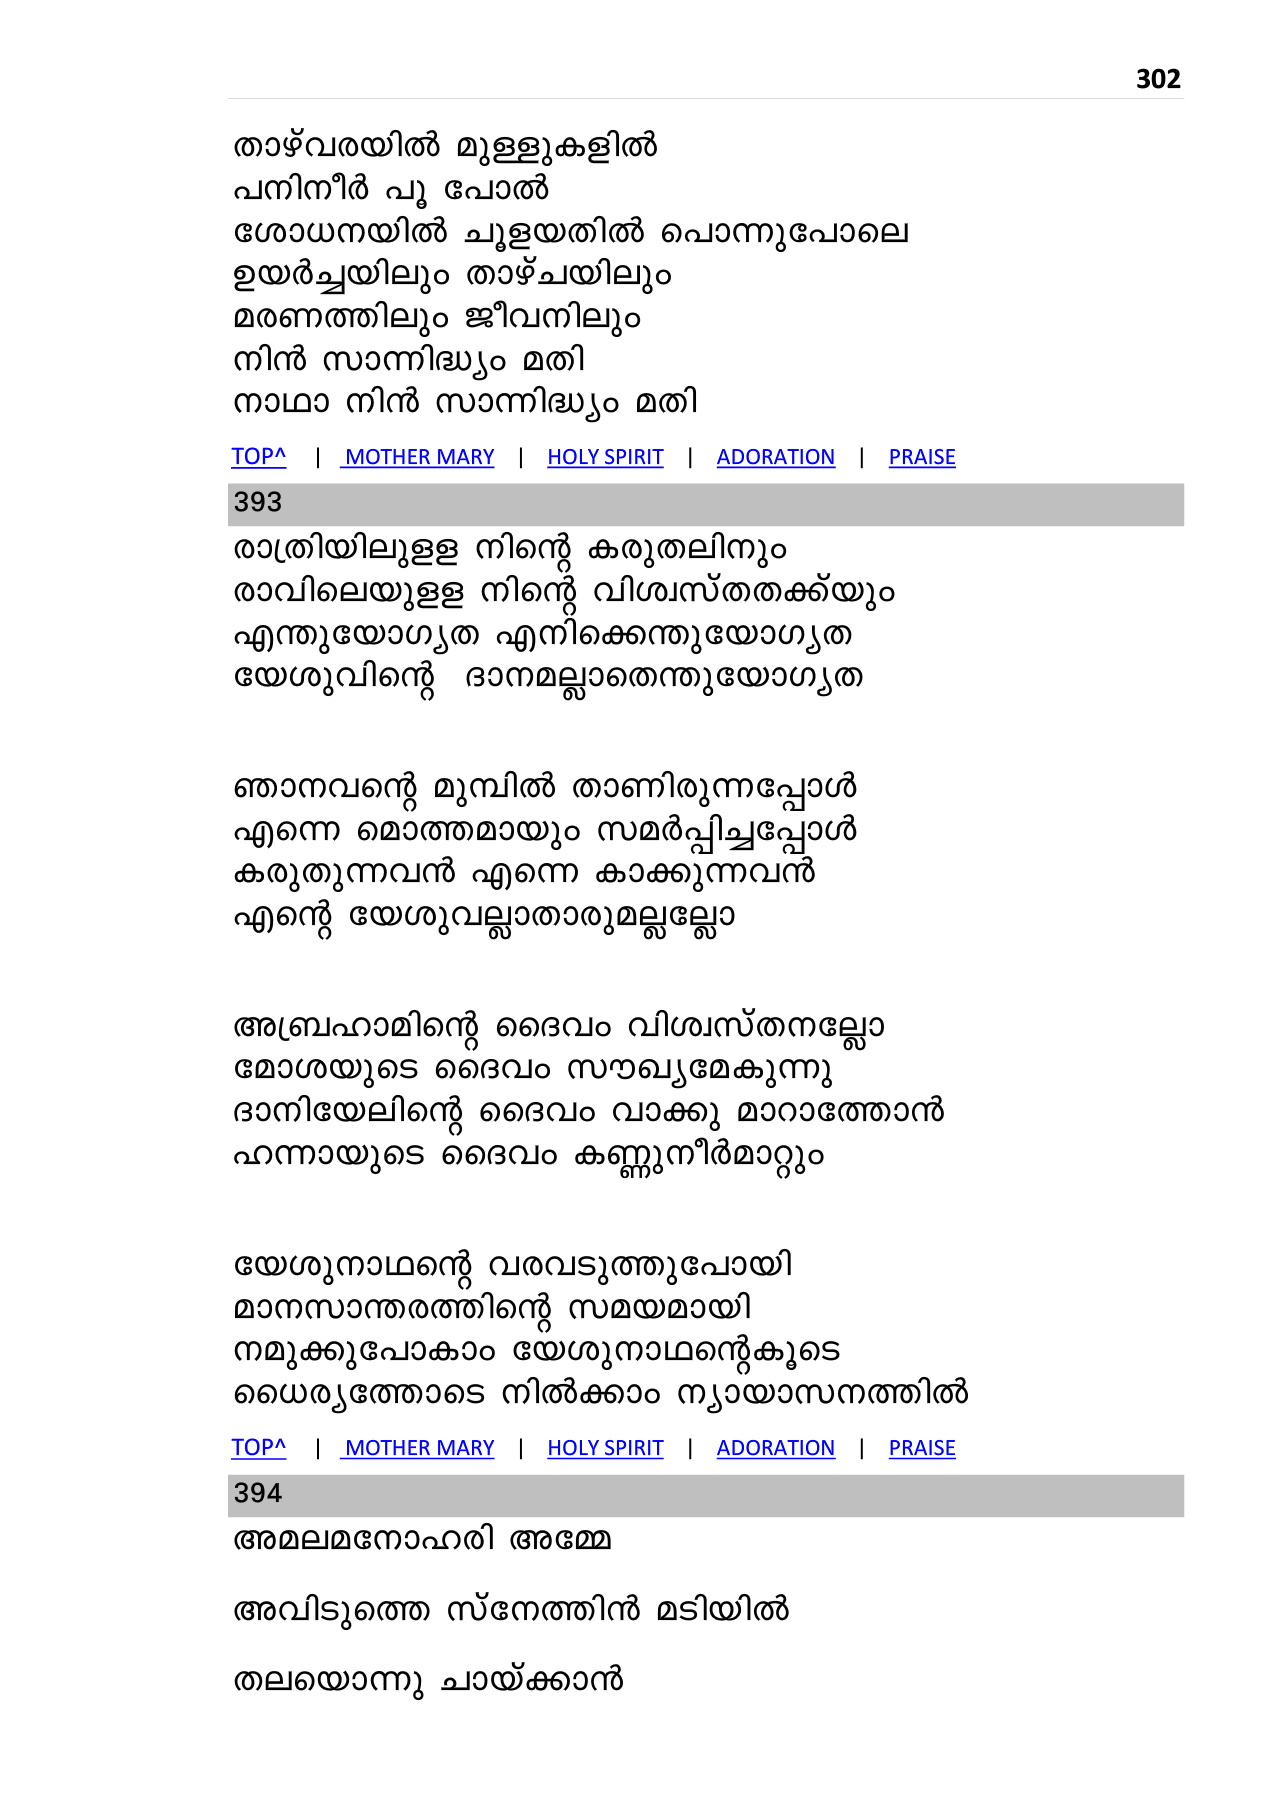 302
താഴ്‌വരയിൽ മുള്ളുകളിൽ
പനിനീർ പൂ പോൽ
ശോധനയിൽ ചൂളയതിൽ പൊന്നുപോലെ
ഉയർച്ചയിലും താഴ്ചയിലും
മരണത്തിലും ജീവനിലും
നിൻ സാന്നിദ്ധ്യം മതി
നാഥാ നിൻ സാന്നിദ്ധ്യം മതി
TOP^ | MOTHER MARY | HOLY SPIRIT | ADORATION | PRAISE
393
രാത്രിയിലുളള നിന്റെ കരുതലിനും
രാവിലെയുളള നിന്റെ വിശ്വസ്തതക്ക്‌യും
എന്തുയോഗ്യത എനിക്കെന്തുയോഗ്യത
യേശുവിന്റെ ദാനമല്ലാതെന്തുയോഗ്യത
ഞാനവന്റെ മുമ്പിൽ താണിരുന്നപ്പോൾ
എന്നെ മൊത്തമായും സമർപ്പിച്ചപ്പോൾ
കരുതുന്നവൻ എന്നെ കാക്കുന്നവൻ
എന്റെ യേശുവല്ലാതാരുമല്ലല്ലോ
അബ്രഹാമിന്റെ ദൈവം വിശ്വസ്തനല്ലോ
മോശയുടെ ദൈവം സൗഖ്യമേകുന്നു
ദാനിയേലിന്റെ ദൈവം വാക്കു മാറാത്തോൻ
ഹന്നായുടെ ദൈവം കണ്ണുനീർമാറ്റും
യേശുനാഥന്റെ വരവടുത്തുപോയി
മാനസാന്തരത്തിന്റെ സമയമായി
നമുക്കുപോകാം യേശുനാഥന്റെകൂടെ
ധൈര്യത്തോടെ നിൽക്കാം ന്യായാസനത്തിൽ
TOP^ | MOTHER MARY | HOLY SPIRIT | ADORATION | PRAISE
394
അമലമനോഹരി അമ്മേ
അവിടുത്തെ സ്നേത്തിൻ മടിയിൽ
തലയൊന്നു ചായ്ക്കാൻ